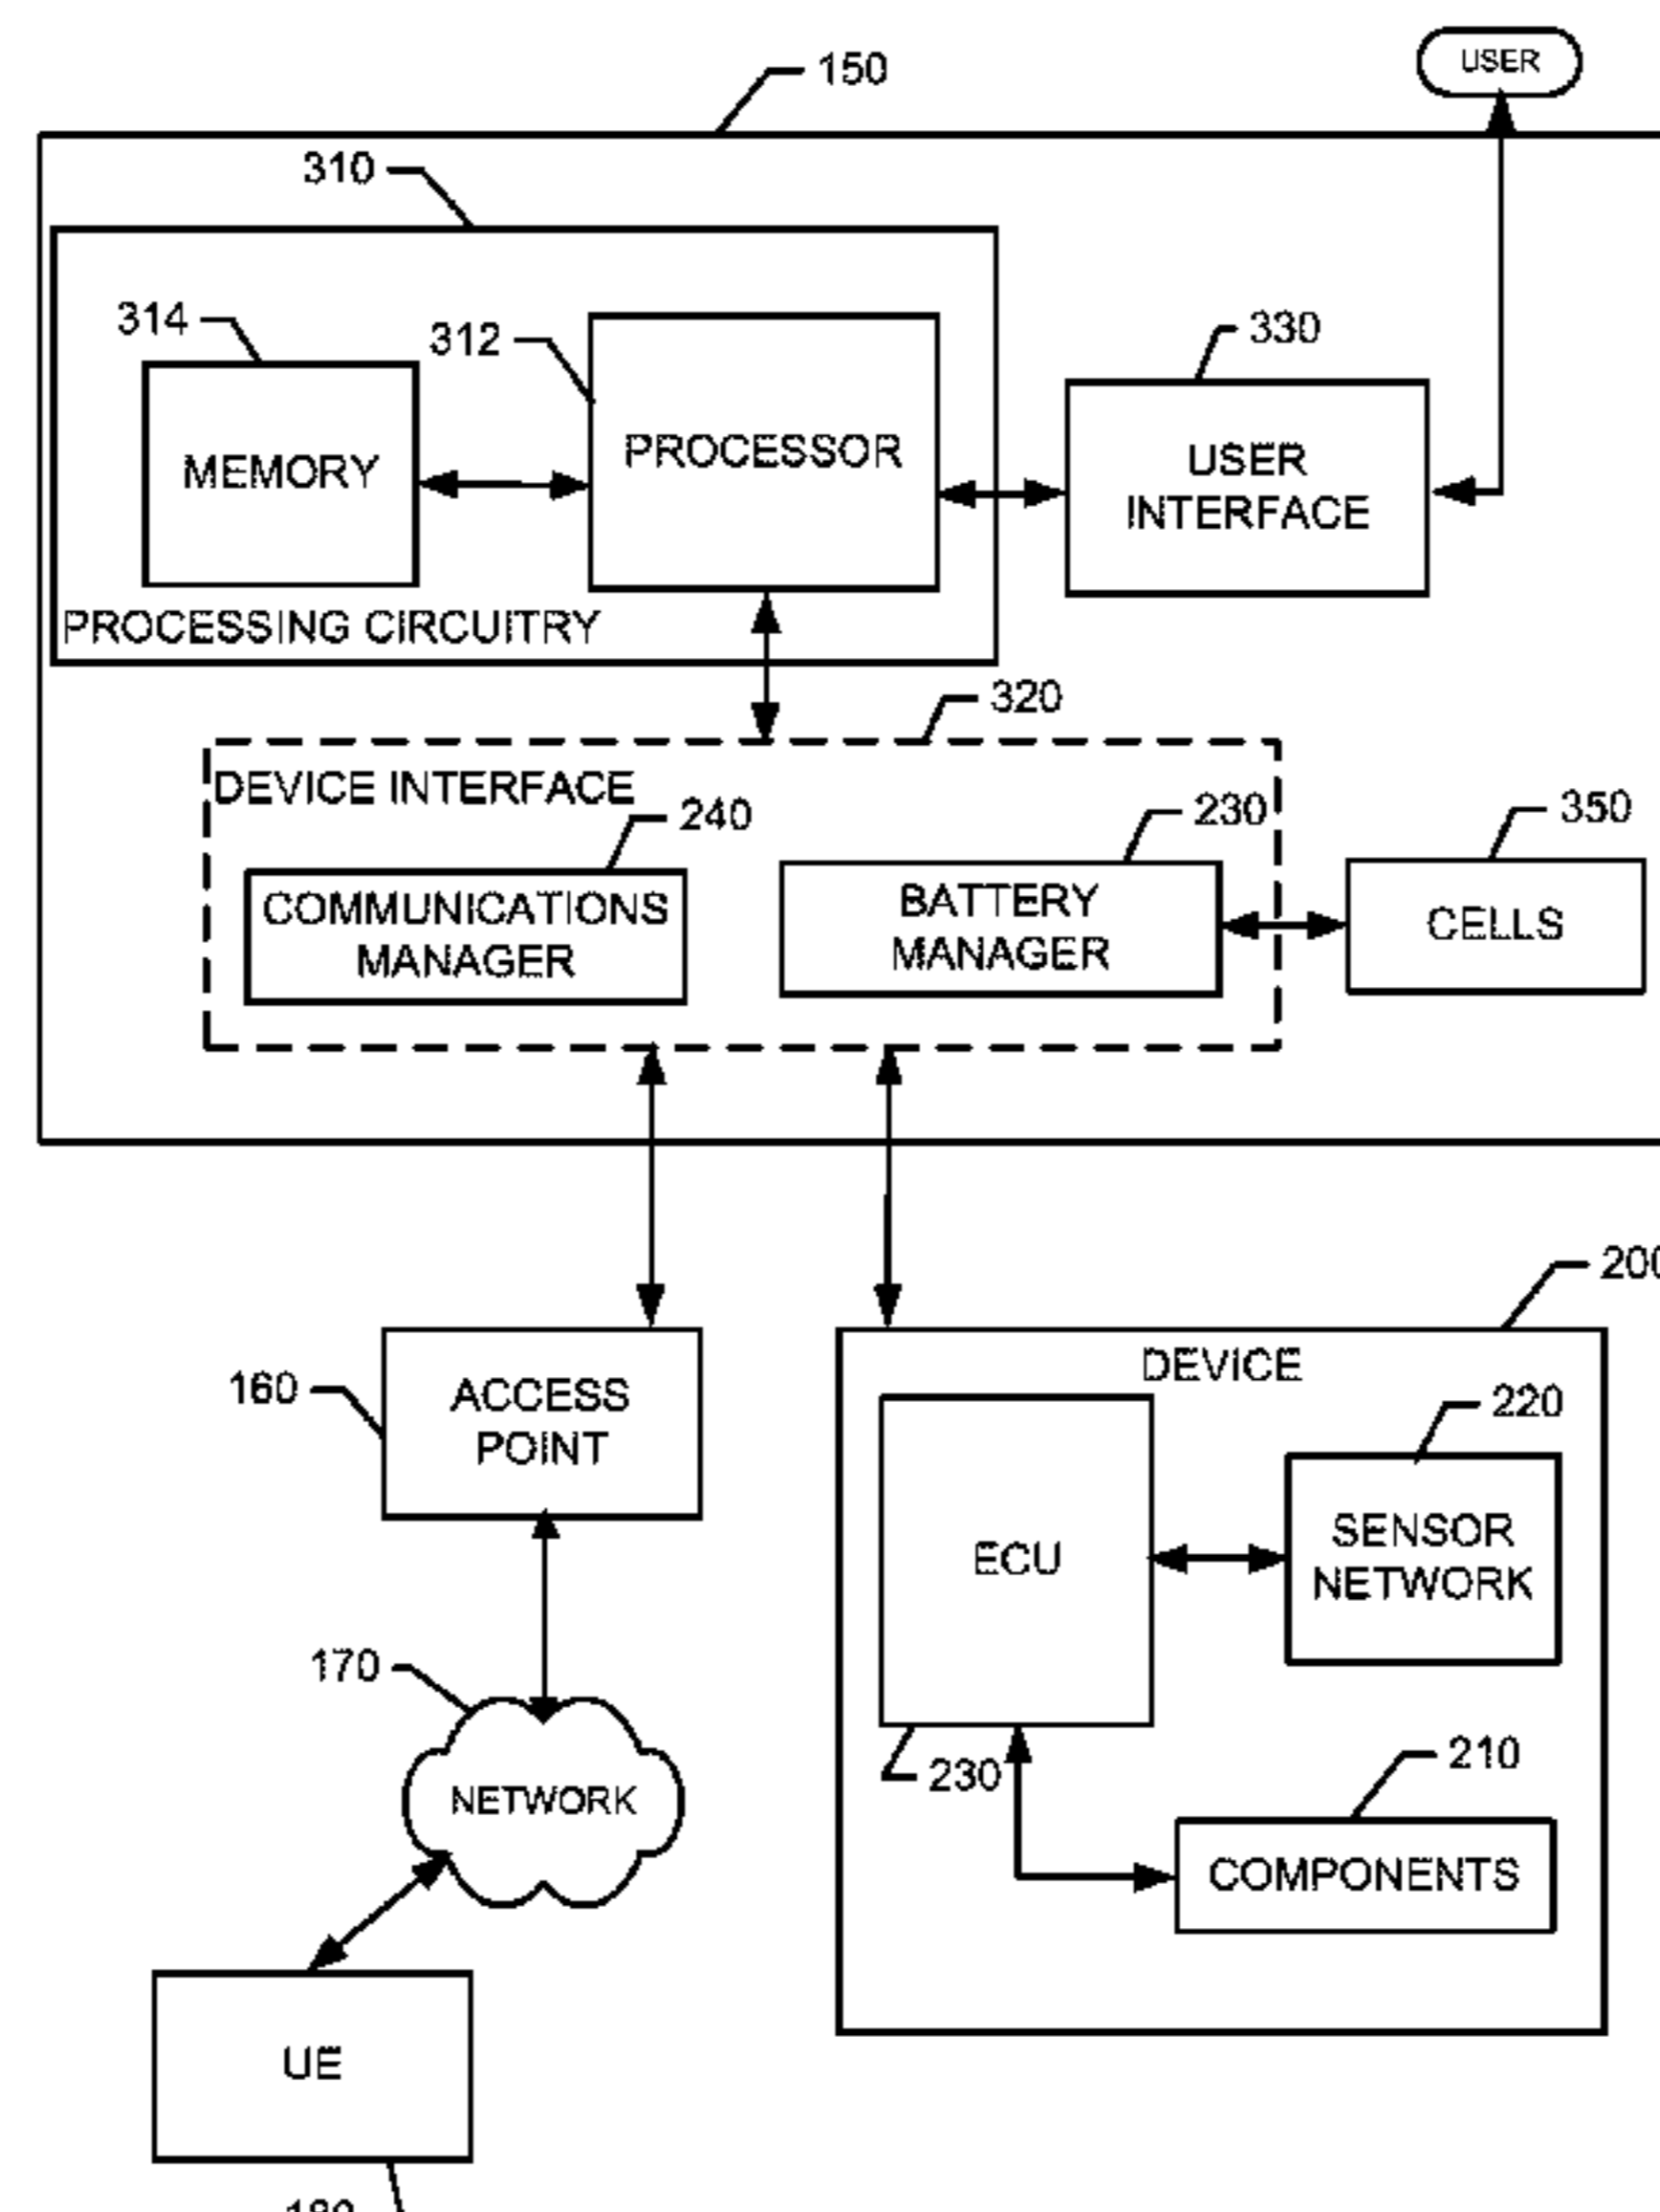 USER
150
310
314
312
330
MEMORY
PROCESSOR
USER
INTERFACE
PROCESSING CIRCUITRY
320
DEVICE INTERFACE
240
230
350
COMMUNICATIONS
MANAGER
BATTERY
MANAGER
CELLS
200
160
ACCESS
POINT
DEVICE
220
ECU
SENSOR
NETWORK
170
230
210
NETWORK
COMPONENTS
UE